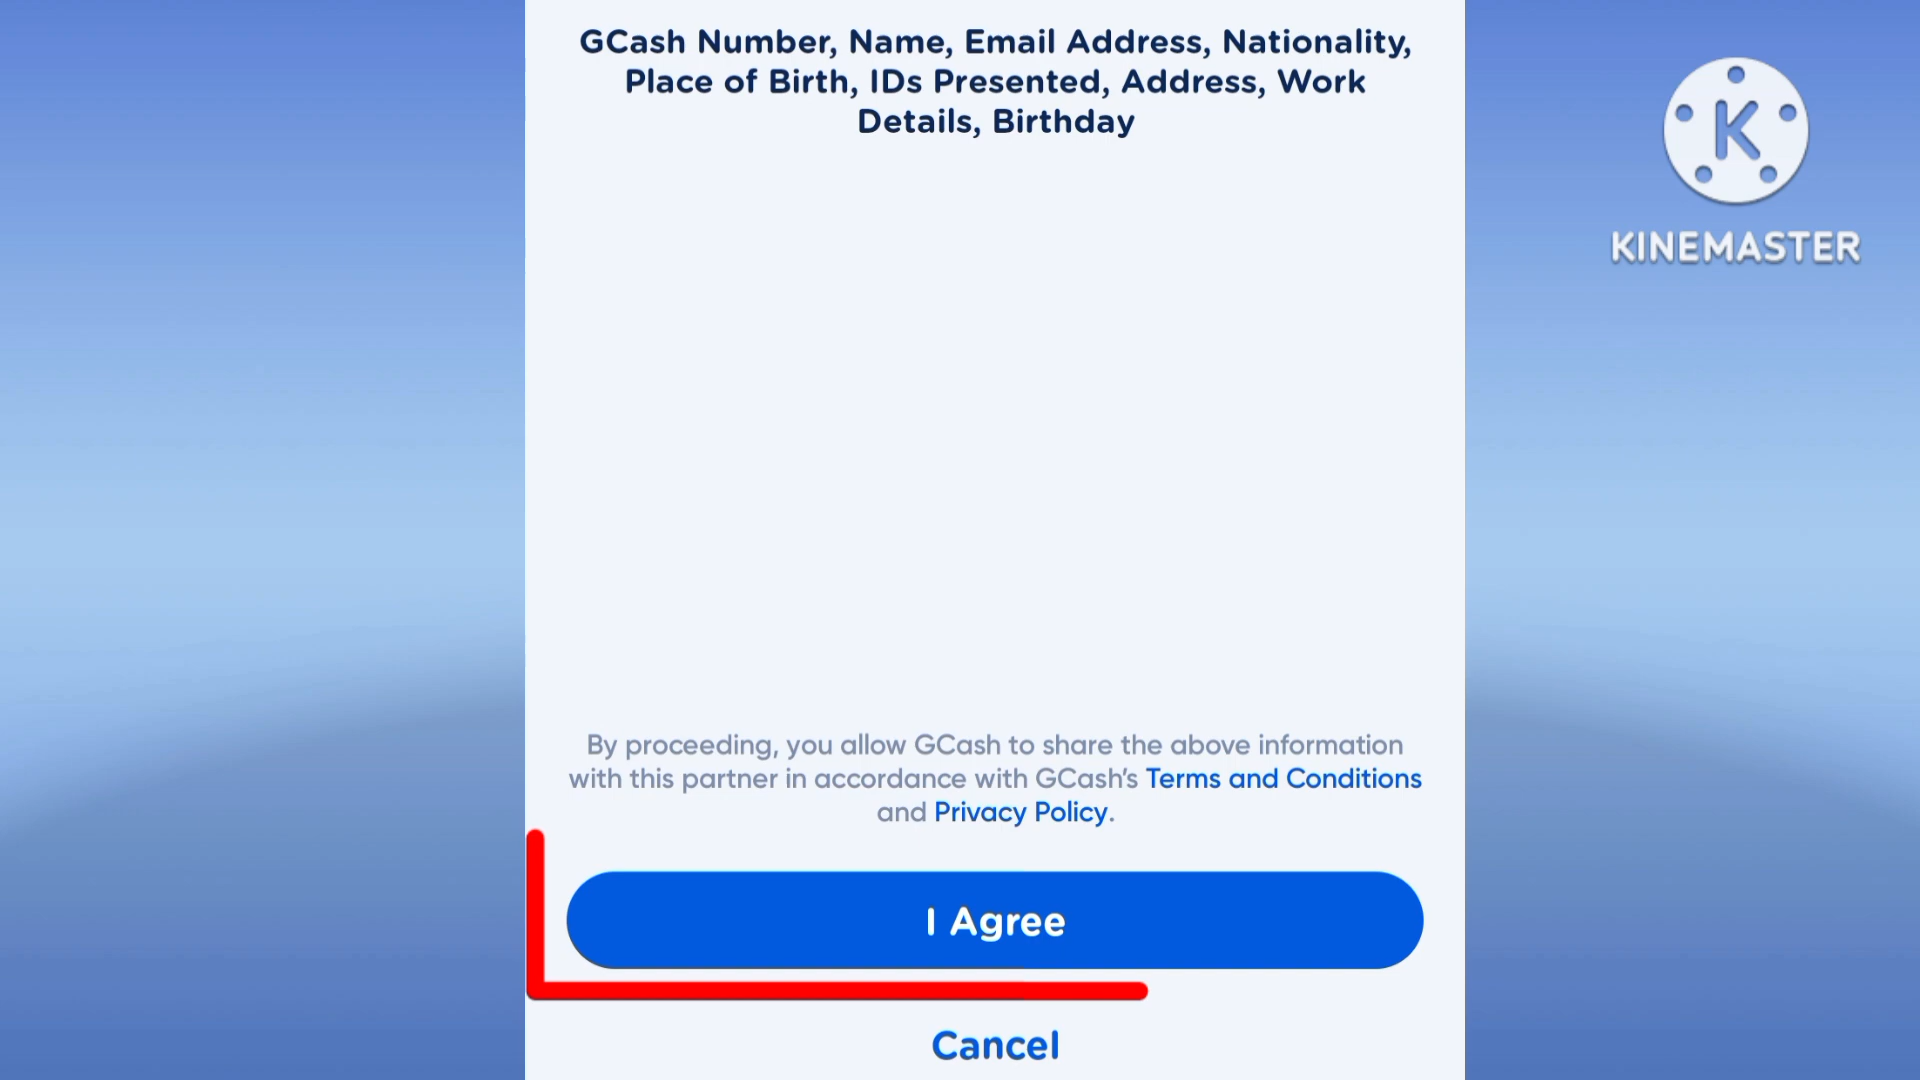 GCash Number, Name, Email Address, Nationality,
Place of Birth, IDs Presented, Address, Work
Details, Birthday
K
KINEMASTER
By proceeding, you allow GCash to share the above information
with this partner in accordance with GCash's Terms and Conditions
and Privacy Policy.
I Agree
Cancel